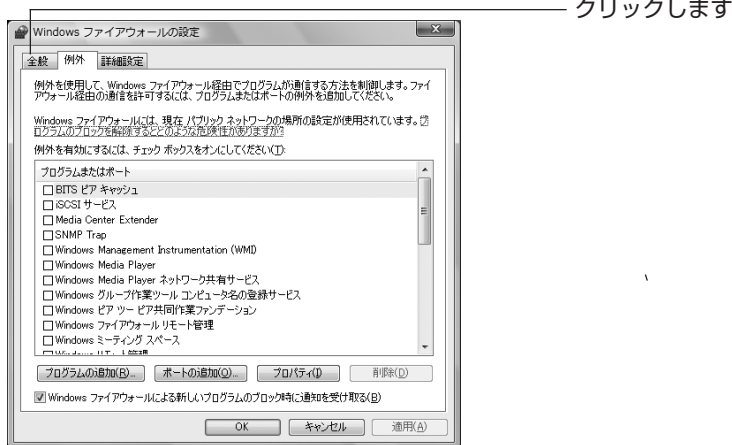 クリックします
Windows ファイアウォールの設定
全般 例外 詳細設定
例外を使用して、Windows ファイアウォール経由でプログラムが通信する方法を制御します。ファイ
アウォール経由の通信を許可するには、プログラムまたはポートの例外を追加してください。
Windows ファイアウォールには、現在 パブリック ネットワークの場所の設定が使用されています。プ
ログラムのブロックを解除するとどのような危険性がありますか?
例外を有効にするには、チェック ボックスをオンにしてください(T):
プログラムまたはポート
BITS ピア キャッシュ
iSCSI サービス
Media Center Extender
SNMP Trap
Windows Management Instrumentation (WMI)
Windows Media Player
Windows Media Player ネットワーク共有サービス
Windows グループ作業ツール コンピュータ名の登録サービス
Windows ピア ツー ピア共同作業ファンデーション
Windows ファイアウォール リモート管理
Windows ミーティング スペース
プログラムの追加(R)... ポートの追加(O)... プロパティ(I) 削除(D)
Windows ファイアウォールによる新しいプログラムのブロック時に通知を受け取る(B)
OK キャンセル 適用(A)